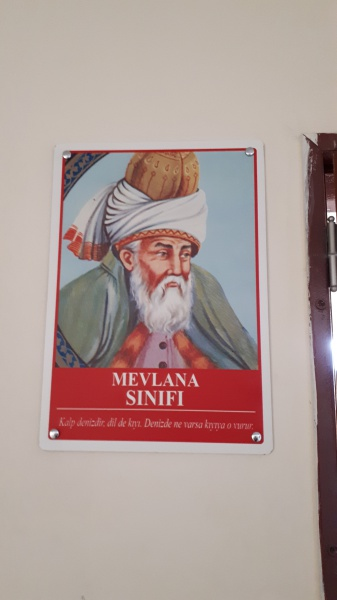 MEVLANA
SINIFI
Kalp denizdir, dil de kıyı. Denizde ne varsa kıyıya o vurur.